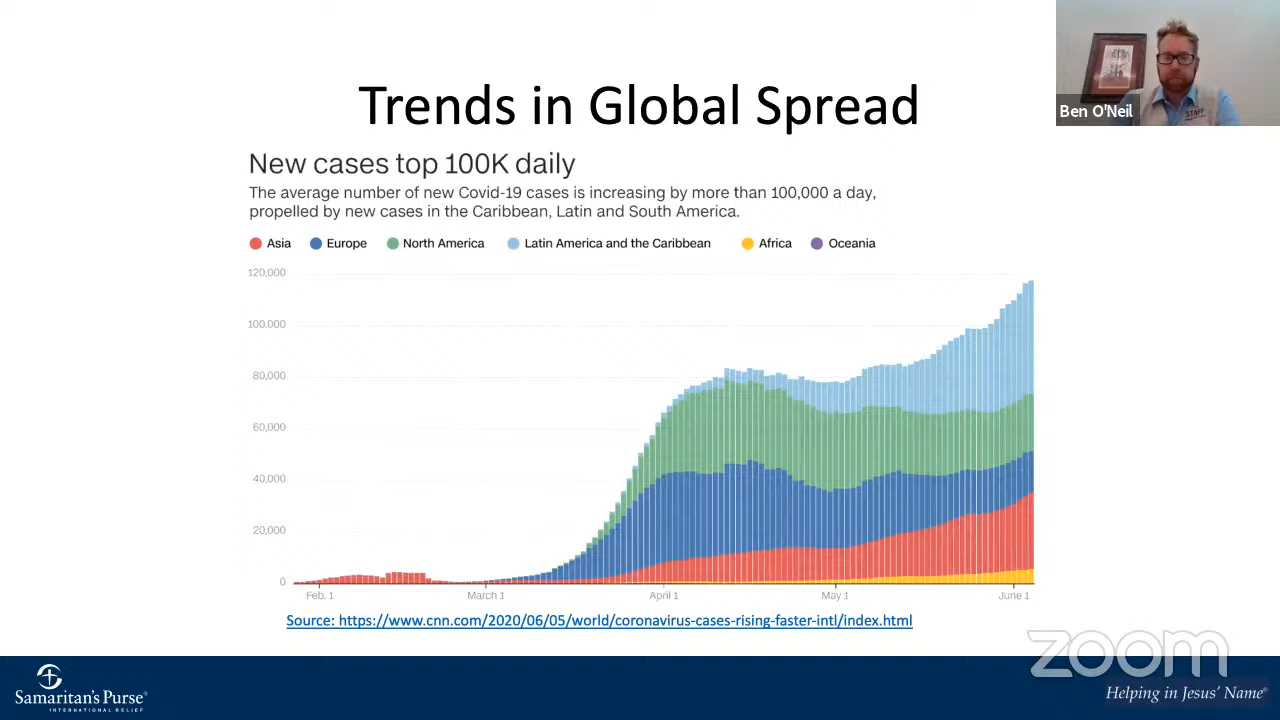 Trends in Global Spread
Ben O'Neil
STAFF
New cases top 100K daily
The average number of new Covid-19 cases is increasing by more than 100,000 a day,
propelled by new cases in the Caribbean, Latin and South America.
Asia Europe North America Latin America and the Caribbean Africa Oceania
120,000
100.000
80,000
60,000
40,000
20,000
0
Feb. 1 March 1 April 1 May 1 June 1
Source: https://www.cnn.com/2020/06/05/world/coronavirus-cases-rising-faster-intl/index.html
zoom
Samaritan's Purse®
INTERNATIONAL RELIEF
Helping in Jesus' Name®